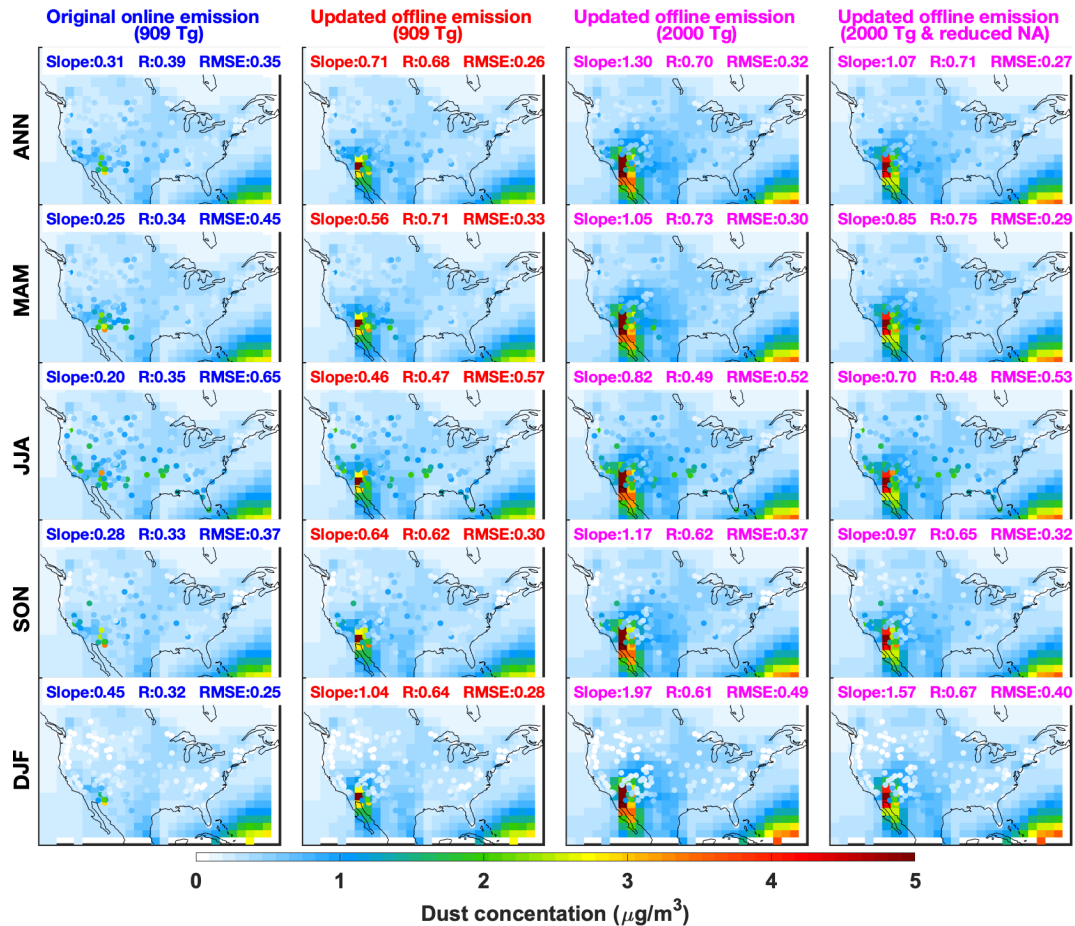 Original online emission
(909 Tg)
Updated offline emission
(909 Tg)
Updated offline emission
(2000 Tg)
Updated offline emission
(2000 Tg & reduced NA)
ANN
Slope:0.31 R:0.39 RMSE:0.35
Slope:0.71 R:0.68 RMSE:0.26
Slope:1.30 R:0.70 RMSE:0.32
Slope:1.07 R:0.71 RMSE:0.27
MAM
Slope:0.25 R:0.34 RMSE:0.45
Slope:0.56 R:0.71 RMSE:0.33
Slope:1.05 R:0.73 RMSE:0.30
Slope:0.85 R:0.75 RMSE:0.29
JJA
Slope:0.20 R:0.35 RMSE:0.65
Slope:0.46 R:0.47 RMSE:0.57
Slope:0.82 R:0.49 RMSE:0.52
Slope:0.70 R:0.48 RMSE:0.53
SON
Slope:0.28 R:0.33 RMSE:0.37
Slope:0.64 R:0.62 RMSE:0.30
Slope:1.17 R:0.62 RMSE:0.37
Slope:0.97 R:0.65 RMSE:0.32
DJF
Slope:0.45 R:0.32 RMSE:0.25
Slope:1.04 R:0.64 RMSE:0.28
Slope:1.97 R:0.61 RMSE:0.49
Slope:1.57 R:0.67 RMSE:0.40
0 1 2 3 4 5
Dust concentation (μg/m³)